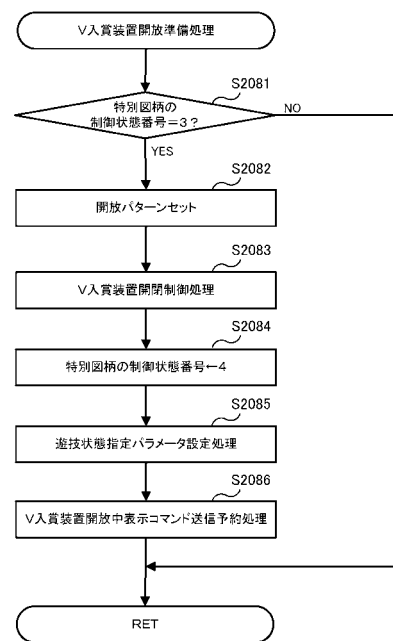 V入賞装置開放準備処理
S2081
特別図柄の
制御状態番号=3?
NO
YES
S2082
開放パターンセット
S2083
V入賞装置開閉制御処理
S2084
特別図柄の制御状態番号←4
S2085
遊技状態指定パラメータ設定処理
S2086
V入賞装置開放中表示コマンド送信予約処理
RET